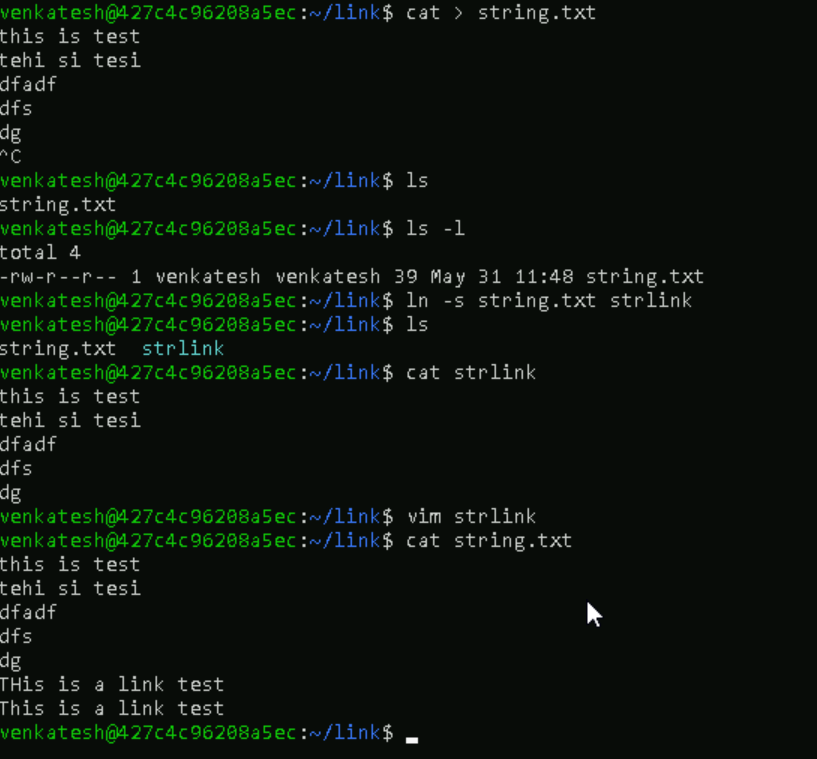 venkatesh@427c4c96208a5ec:~/link$ cat > string.txt
this is test
tehi si tesi
dfadf
dfs
dg
^C
venkatesh@427c4c96208a5ec:~/link$ ls
string.txt
venkatesh@427c4c96208a5ec:~/link$ ls -l
total 4
-rw-r--r-- 1 venkatesh venkatesh 39 May 31 11:48 string.txt
venkatesh@427c4c96208a5ec:~/link$ ln -s string.txt strlink
venkatesh@427c4c96208a5ec:~/link$ ls
string.txt  strlink
venkatesh@427c4c96208a5ec:~/link$ cat strlink
this is test
tehi si tesi
dfadf
dfs
dg
venkatesh@427c4c96208a5ec:~/link$ vim strlink
venkatesh@427c4c96208a5ec:~/link$ cat string.txt
this is test
tehi si tesi
dfadf
dfs
dg
THis is a link test
This is a link test
venkatesh@427c4c96208a5ec:~/link$